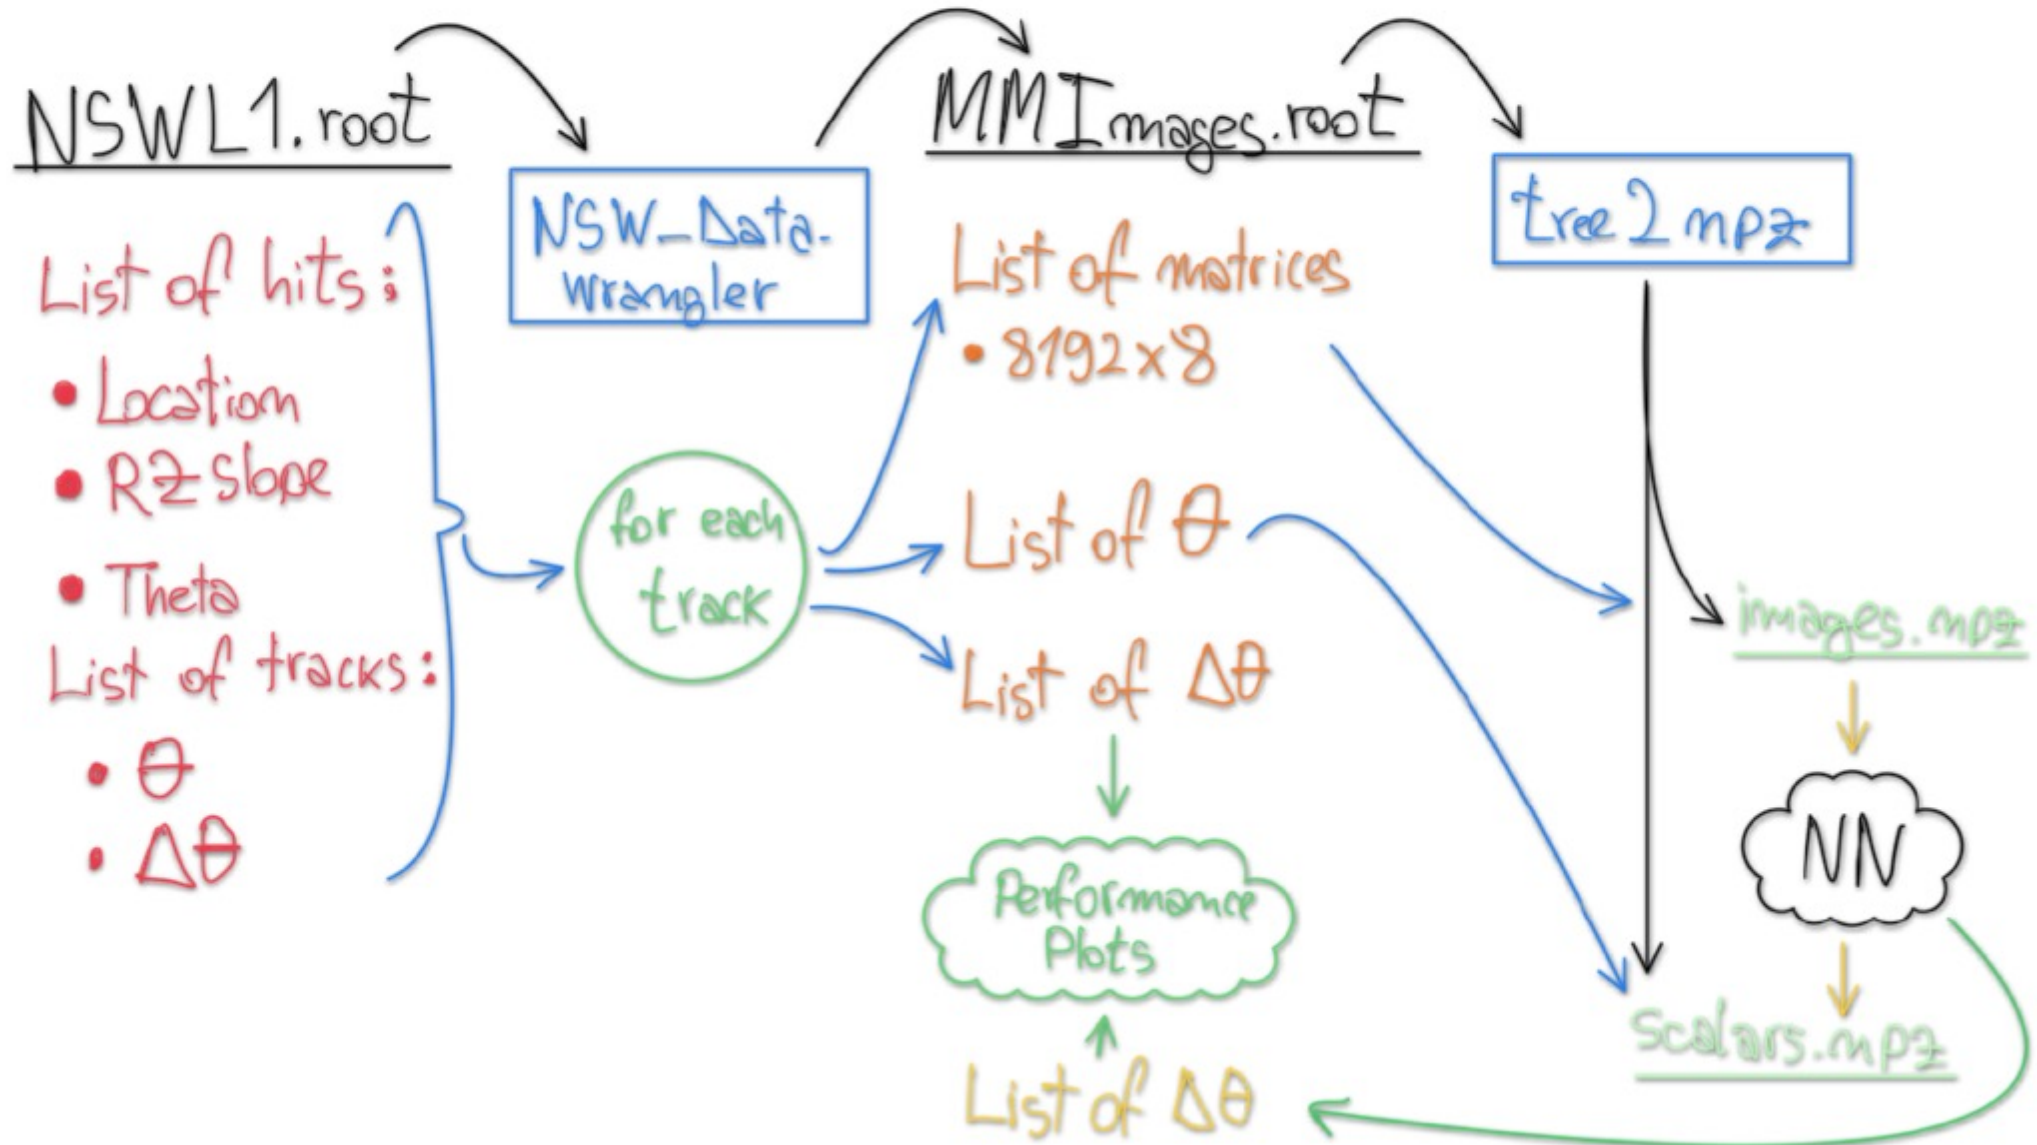 NSWL1.root
List of hits:
• Location
• RZ Slope
• Theta
List of tracks:
• θ
• Δθ
NSW_Data-
wrangler
for each
track
MMImages.root
List of matrices
• 8192x8
List of θ
List of Δθ
Performance
Plots
List of Δθ
tree2npz
images.npz
NN
scalars.npz